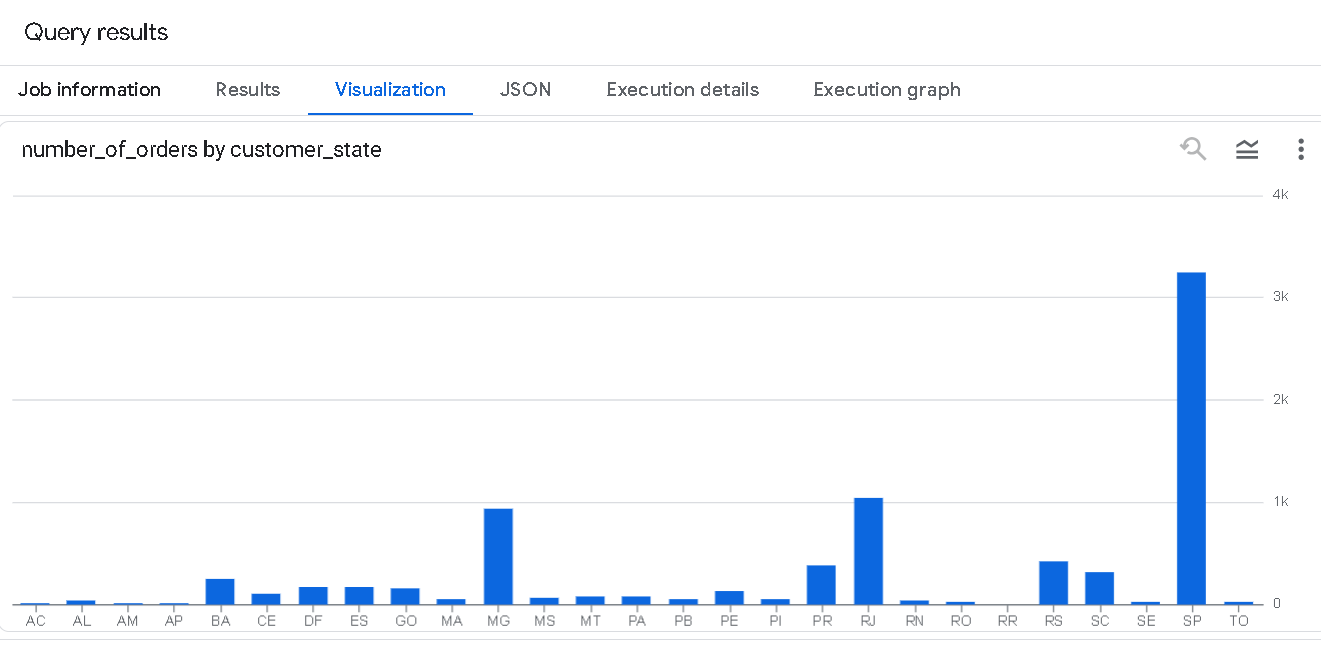 Query results
Job information Results Visualization JSON Execution details Execution graph
number_of_orders by customer_state
4k
3k
2k
1k
0
AC AL AM AP BA CE DF ES GO MA MG MS MT PA PB PE PI PR RJ RN RO RR RS SC SE SP TO